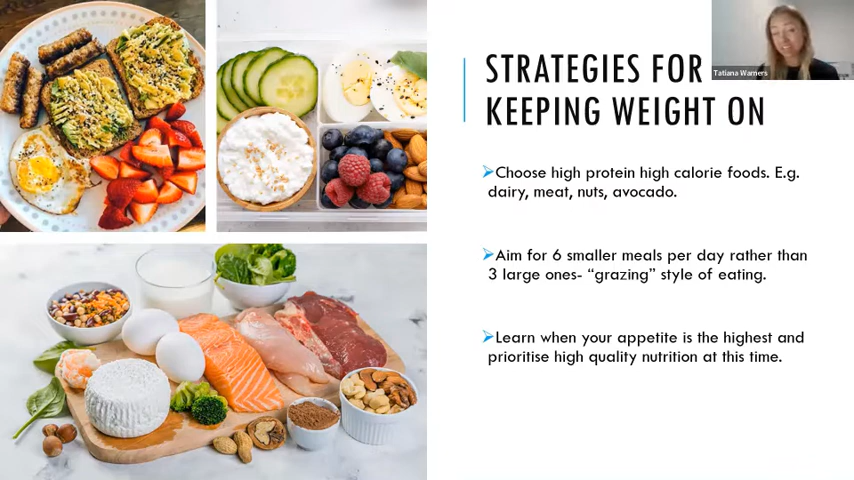 STRATEGIES FOR
KEEPING WEIGHT ON
Tatiana Warners
Choose high protein high calorie foods. E.g.
dairy, meat, nuts, avocado.
Aim for 6 smaller meals per day rather than
3 large ones- “grazing” style of eating.
Learn when your appetite is the highest and
prioritise high quality nutrition at this time.